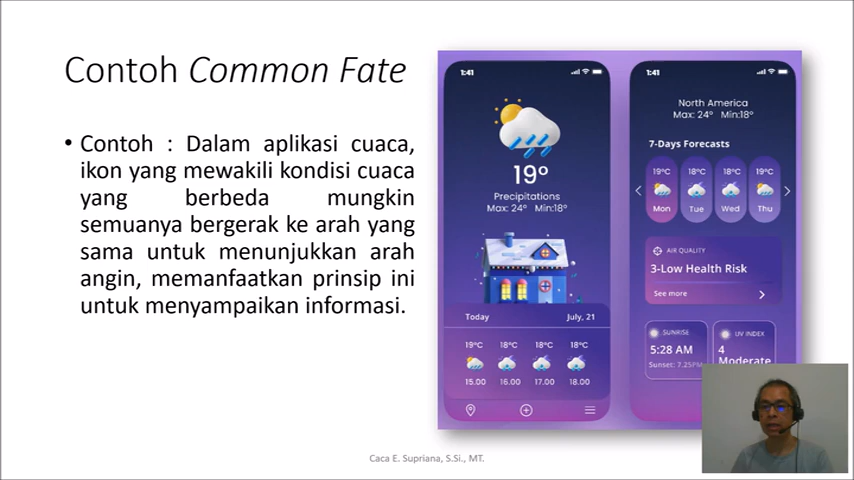 Contoh Common Fate
• Contoh : Dalam aplikasi cuaca,
ikon yang mewakili kondisi cuaca
yang berbeda mungkin
semuanya bergerak ke arah yang
sama untuk menunjukkan arah
angin, memanfaatkan prinsip ini
untuk menyampaikan informasi.
1:41
19°
Precipitations
Max: 24° Min:18°
Today July, 21
19°C 18°C 18°C 18°C
15.00 16.00 17.00 18.00
1:41
North America
Max: 24° Min:18°
7-Days Forecasts
19°C 18°C 18°C 19°C
Mon Tue Wed Thu
AIR QUALITY
3-Low Health Risk
See more
SUNRISE
5:28 AM
Sunset: 7.25PM
UV INDEX
4
Moderate
Caca E. Supriana, S.Si., MT.